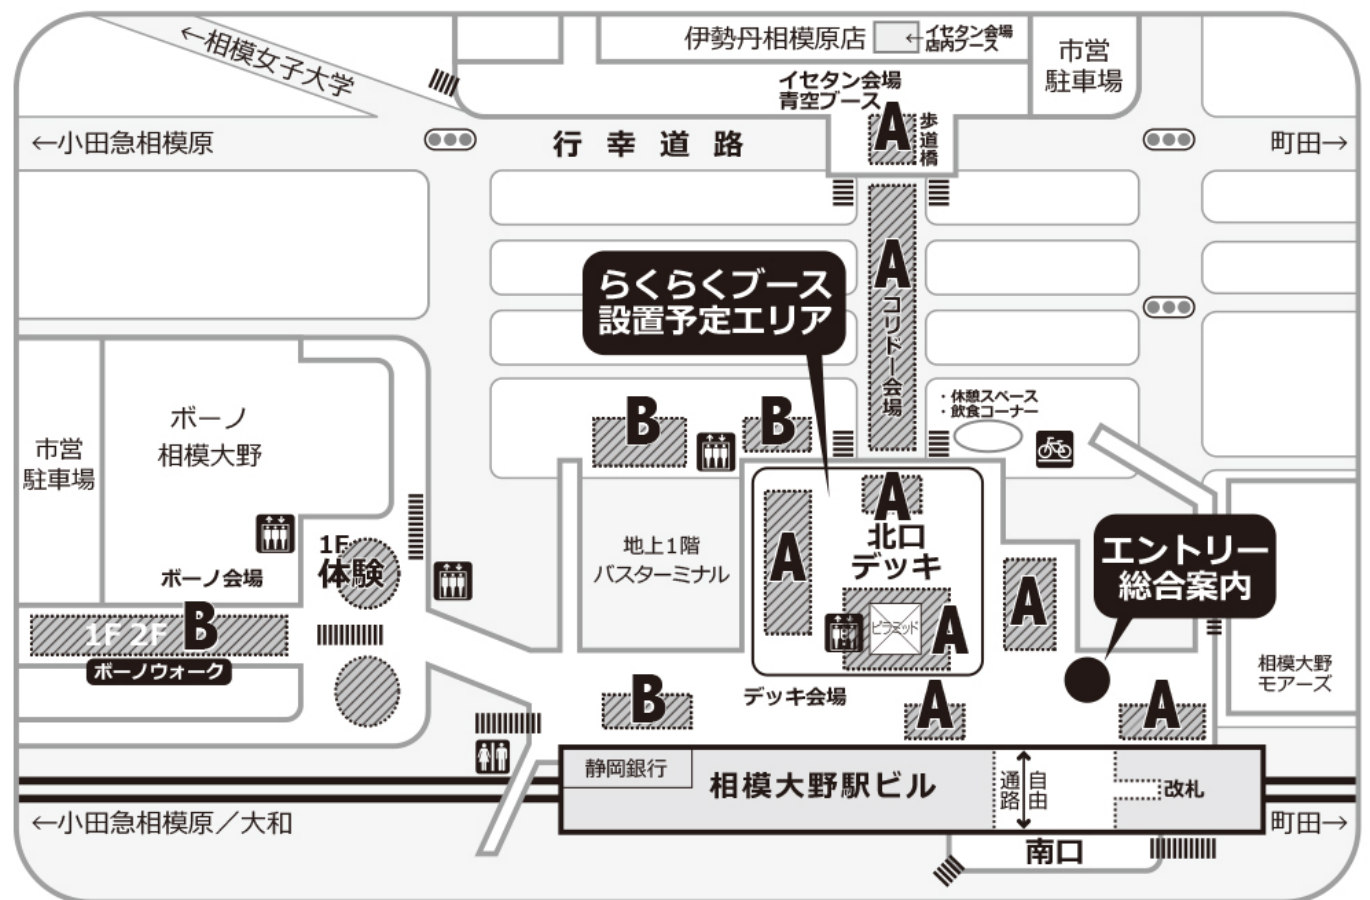 ←相模女子大学
伊勢丹相模原店
←イセタン会場
店内ブース
市営
駐車場
イセタン会場
青空ブース
A
歩道橋
←小田急相模原
行幸道路
町田→
A
コリドー会場
らくらくブース
設置予定エリア
・休憩スペース
・飲食コーナー
B
B
市営
駐車場
ボーノ
相模大野
1F
体験
ボーノ会場
1F 2F B
ボーノウォーク
地上1階
バスターミナル
A
A
北口
デッキ
ピラミッド
A
A
エントリー
総合案内
相模大野
モアーズ
デッキ会場
B
A
A
静岡銀行
相模大野駅ビル
自由
通路
改札
←小田急相模原／大和
町田→
南口